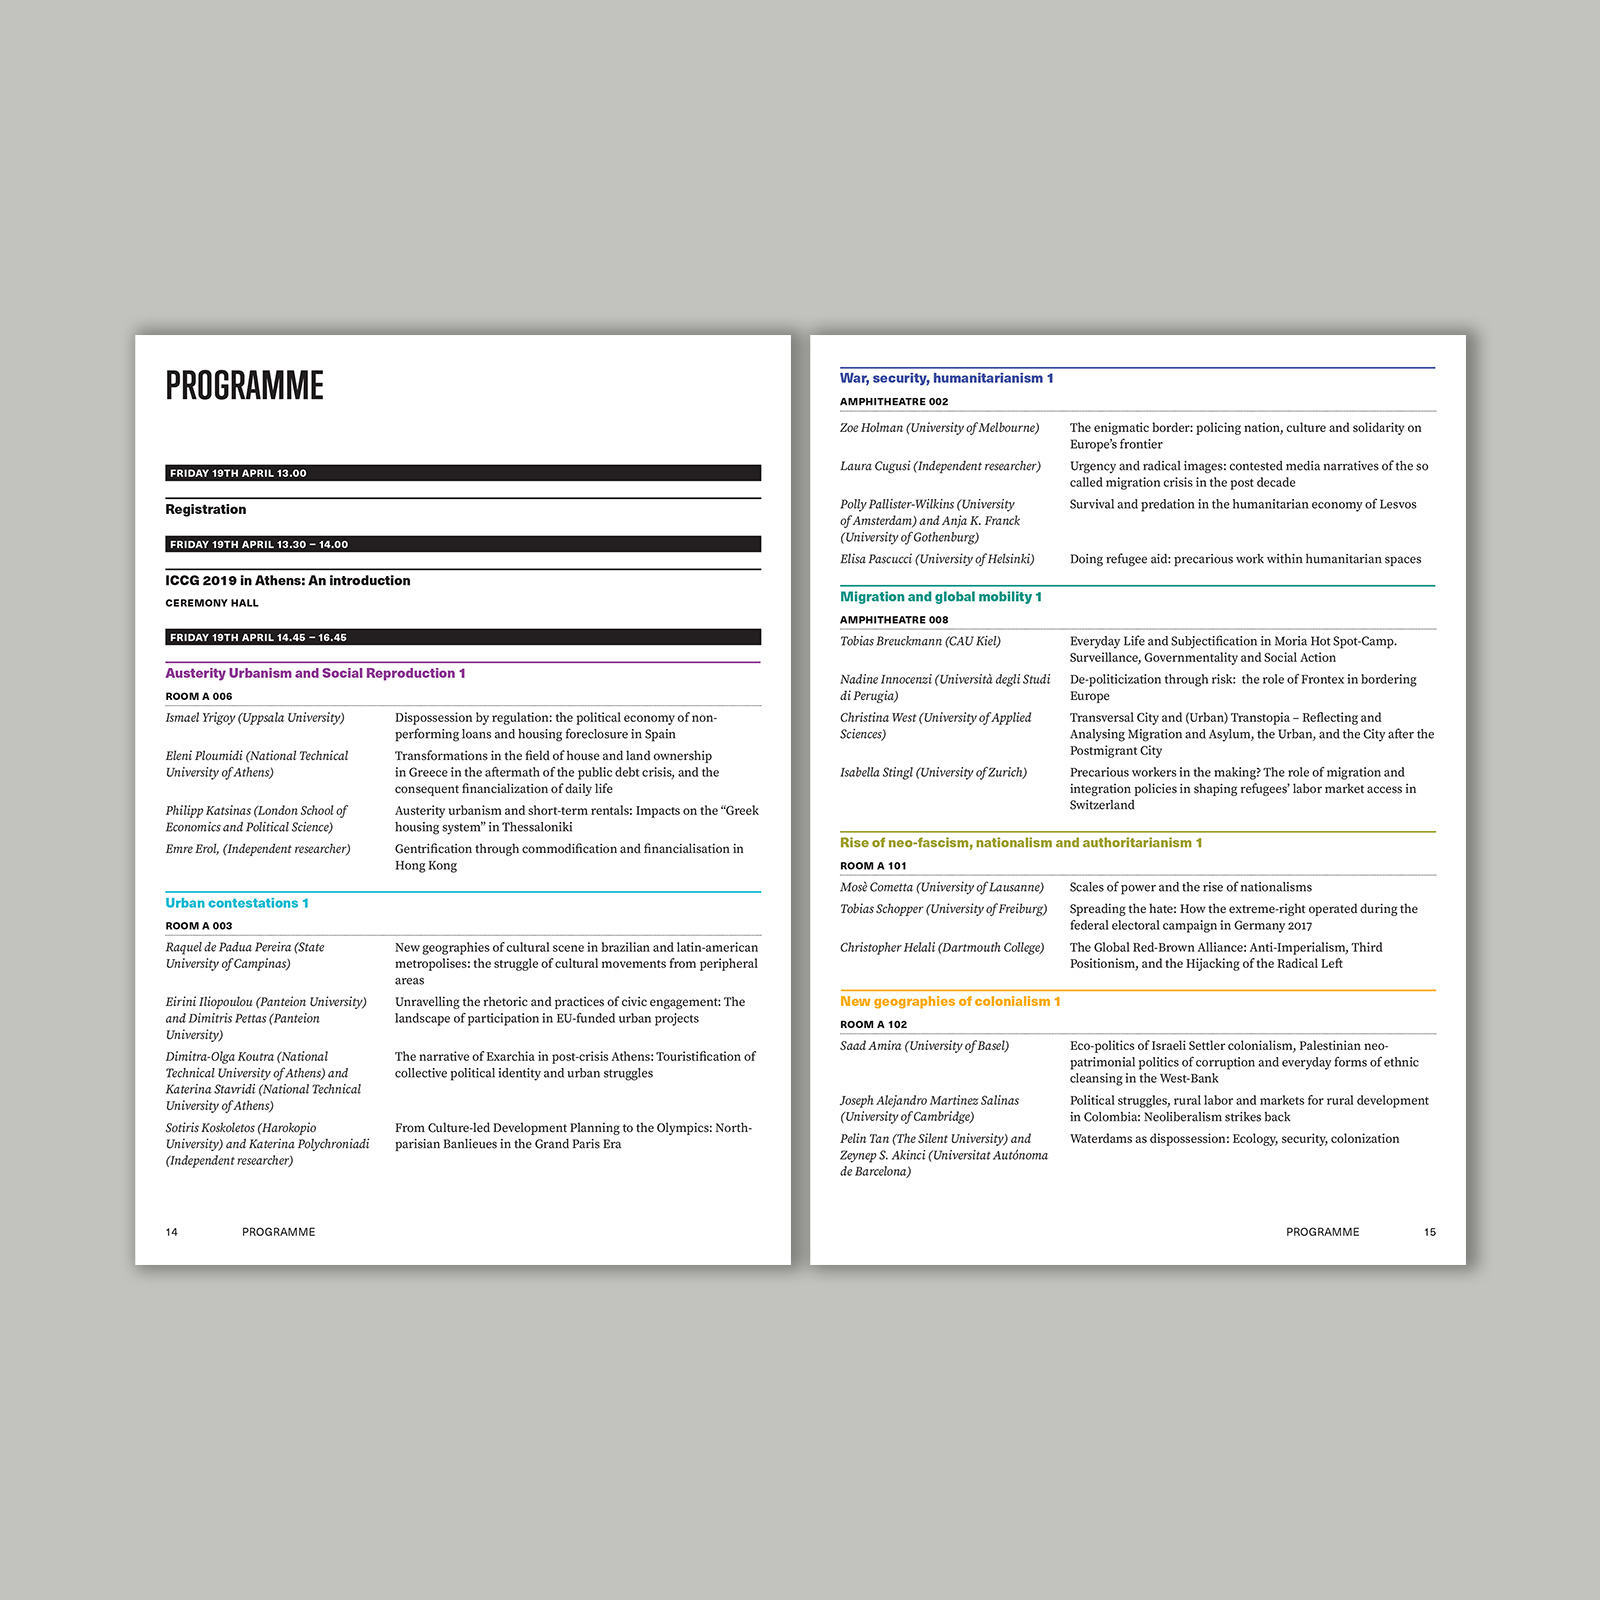 PROGRAMME
FRIDAY 19TH APRIL 13.00
Registration
FRIDAY 19TH APRIL 13.30 – 14.00
ICCG 2019 in Athens: An introduction
CEREMONY HALL
FRIDAY 19TH APRIL 14.45 – 16.45
Austerity Urbanism and Social Reproduction 1
ROOM A 006
Ismael Yrigoy (Uppsala University)
Dispossession by regulation: the political economy of non-
performing loans and housing foreclosure in Spain
Eleni Ploumidi (National Technical
University of Athens)
Transformations in the field of house and land ownership
in Greece in the aftermath of the public debt crisis, and the
consequent financialization of daily life
Philipp Katsinas (London School of
Economics and Political Science)
Austerity urbanism and short-term rentals: Impacts on the “Greek
housing system” in Thessaloniki
Emre Erol, (Independent researcher)
Gentrification through commodification and financialisation in
Hong Kong
Urban contestations 1
ROOM A 003
Raquel de Padua Pereira (State
University of Campinas)
New geographies of cultural scene in brazilian and latin-american
metropolises: the struggle of cultural movements from peripheral
areas
Eirini Iliopoulou (Panteion University)
and Dimitris Pettas (Panteion
University)
Unravelling the rhetoric and practices of civic engagement: The
landscape of participation in EU-funded urban projects
Dimitra-Olga Koutra (National
Technical University of Athens) and
Katerina Stavridi (National Technical
University of Athens)
The narrative of Exarchia in post-crisis Athens: Touristification of
collective political identity and urban struggles
Sotiris Koskoletos (Harokopio
University) and Katerina Polychroniadi
(Independent researcher)
From Culture-led Development Planning to the Olympics: North-
parisian Banlieues in the Grand Paris Era
14 PROGRAMME
War, security, humanitarianism 1
AMPHITHEATRE 002
Zoe Holman (University of Melbourne)
The enigmatic border: policing nation, culture and solidarity on
Europe’s frontier
Laura Cugusi (Independent researcher)
Urgency and radical images: contested media narratives of the so
called migration crisis in the post decade
Polly Pallister-Wilkins (University
of Amsterdam) and Anja K. Franck
(University of Gothenburg)
Survival and predation in the humanitarian economy of Lesvos
Elisa Pascucci (University of Helsinki)
Doing refugee aid: precarious work within humanitarian spaces
Migration and global mobility 1
AMPHITHEATRE 008
Tobias Breuckmann (CAU Kiel)
Everyday Life and Subjectification in Moria Hot Spot-Camp.
Surveillance, Governmentality and Social Action
Nadine Innocenzi (Università degli Studi
di Perugia)
De-politicization through risk:  the role of Frontex in bordering
Europe
Christina West (University of Applied
Sciences)
Transversal City and (Urban) Transtopia – Reflecting and
Analysing Migration and Asylum, the Urban, and the City after the
Postmigrant City
Isabella Stingl (University of Zurich)
Precarious workers in the making? The role of migration and
integration policies in shaping refugees’ labor market access in
Switzerland
Rise of neo-fascism, nationalism and authoritarianism 1
ROOM A 101
Mosè Cometta (University of Lausanne)
Scales of power and the rise of nationalisms
Tobias Schopper (University of Freiburg)
Spreading the hate: How the extreme-right operated during the
federal electoral campaign in Germany 2017
Christopher Helali (Dartmouth College)
The Global Red-Brown Alliance: Anti-Imperialism, Third
Positionism, and the Hijacking of the Radical Left
New geographies of colonialism 1
ROOM A 102
Saad Amira (University of Basel)
Eco-politics of Israeli Settler colonialism, Palestinian neo-
patrimonial politics of corruption and everyday forms of ethnic
cleansing in the West-Bank
Joseph Alejandro Martinez Salinas
(University of Cambridge)
Political struggles, rural labor and markets for rural development
in Colombia: Neoliberalism strikes back
Pelin Tan (The Silent University) and
Zeynep S. Akinci (Universitat Autónoma
de Barcelona)
Waterdams as dispossession: Ecology, security, colonization
PROGRAMME 15